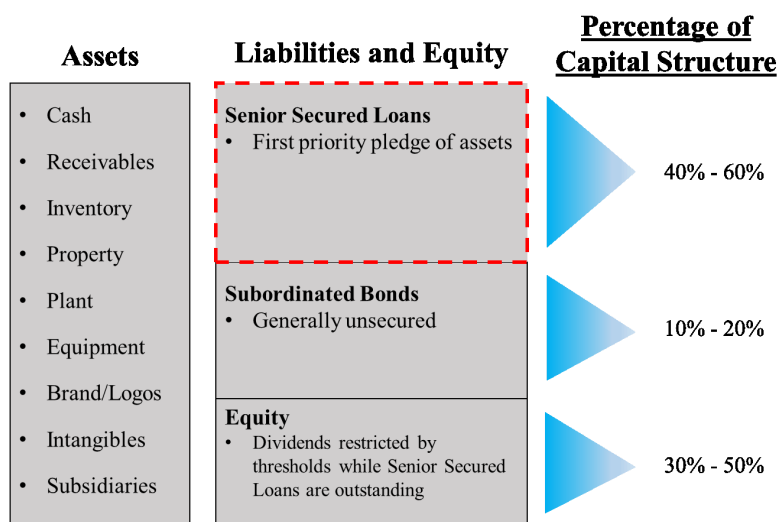 Assets
• Cash
• Receivables
• Inventory
• Property
• Plant
• Equipment
• Brand/Logos
• Intangibles
• Subsidiaries
Liabilities and Equity
Senior Secured Loans
• First priority pledge of assets
Subordinated Bonds
• Generally unsecured
Equity
• Dividends restricted by
thresholds while Senior Secured
Loans are outstanding
Percentage of
Capital Structure
40% - 60%
10% - 20%
30% - 50%